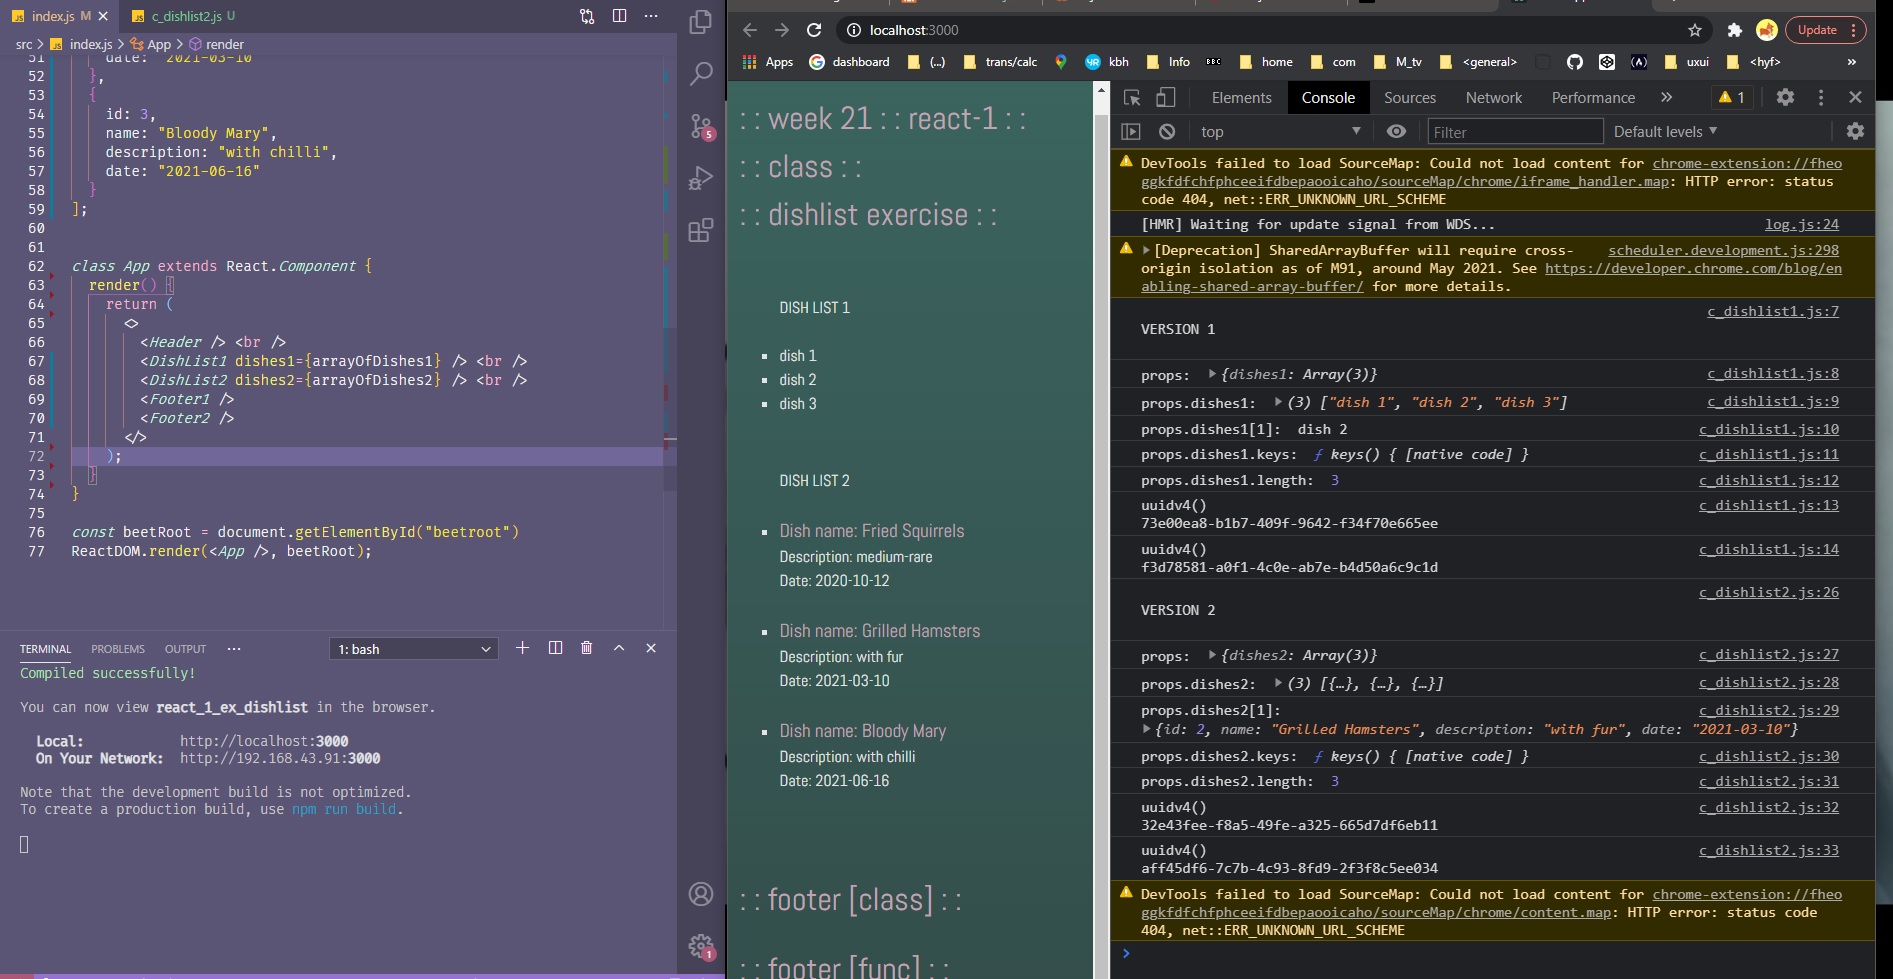 index.js M
c_dishlist2.js U
src > index.js > App > render
51 date: "2021-03-10"
52 },
53 {
54 id: 3,
55 name: "Bloody Mary",
56 description: "with chilli",
57 date: "2021-06-16"
58 }
59 ];
60
61
62 class App extends React.Component {
63 render() {
64 return (
65 <>
66 <Header /> <br />
67 <DishList1 dishes1={arrayOfDishes1} /> <br />
68 <DishList2 dishes2={arrayOfDishes2} /> <br />
69 <Footer1 />
70 <Footer2 />
71 </>
72 );
73 }
74 }
75
76 const beetRoot = document.getElementById("beetroot")
77 ReactDOM.render(<App />, beetRoot);
TERMINAL PROBLEMS OUTPUT ... 1: bash
Compiled successfully!
You can now view react_1_ex_dishlist in the browser.
Local: http://localhost:3000
On Your Network: http://192.168.43.91:3000
Note that the development build is not optimized.
To create a production build, use npm run build.
5
1
localhost:3000
Update
Apps dashboard (...) trans/calc kbh Info BBC home com M_tv <general> uxui <hyf> »
: : week 21 : : react-1 : :
: : class : :
: : dishlist exercise : :
DISH LIST 1
dish 1
dish 2
dish 3
DISH LIST 2
Dish name: Fried Squirrels
Description: medium-rare
Date: 2020-10-12
Dish name: Grilled Hamsters
Description: with fur
Date: 2021-03-10
Dish name: Bloody Mary
Description: with chilli
Date: 2021-06-16
: : footer [class] : :
: : footer [func] : :
Elements Console Sources Network Performance » 1
top Filter Default levels
DevTools failed to load SourceMap: Could not load content for chrome-extension://fheo
ggkfdfchfphceeifdbepaooicaho/sourceMap/chrome/iframe_handler.map: HTTP error: status
code 404, net::ERR_UNKNOWN_URL_SCHEME
[HMR] Waiting for update signal from WDS... log.js:24
[Deprecation] SharedArrayBuffer will require cross- scheduler.development.js:298
origin isolation as of M91, around May 2021. See https://developer.chrome.com/blog/en
abling-shared-array-buffer/ for more details.
c_dishlist1.js:7
VERSION 1
props: {dishes1: Array(3)} c_dishlist1.js:8
props.dishes1: (3) ["dish 1", "dish 2", "dish 3"] c_dishlist1.js:9
props.dishes1[1]: dish 2 c_dishlist1.js:10
props.dishes1.keys: ƒ keys() { [native code] } c_dishlist1.js:11
props.dishes1.length: 3 c_dishlist1.js:12
uuidv4() c_dishlist1.js:13
73e00ea8-b1b7-409f-9642-f34f70e665ee
uuidv4() c_dishlist1.js:14
f3d78581-a0f1-4c0e-ab7e-b4d50a6c9c1d
c_dishlist2.js:26
VERSION 2
props: {dishes2: Array(3)} c_dishlist2.js:27
props.dishes2: (3) [{…}, {…}, {…}] c_dishlist2.js:28
props.dishes2[1]: c_dishlist2.js:29
{id: 2, name: "Grilled Hamsters", description: "with fur", date: "2021-03-10"}
props.dishes2.keys: ƒ keys() { [native code] } c_dishlist2.js:30
props.dishes2.length: 3 c_dishlist2.js:31
uuidv4() c_dishlist2.js:32
32e43fee-f8a5-49fe-a325-665d7df6eb11
uuidv4() c_dishlist2.js:33
aff45df6-7c7b-4c93-8fd9-2f3f8c5ee034
DevTools failed to load SourceMap: Could not load content for chrome-extension://fheo
ggkfdfchfphceeifdbepaooicaho/sourceMap/chrome/content.map: HTTP error: status code
404, net::ERR_UNKNOWN_URL_SCHEME